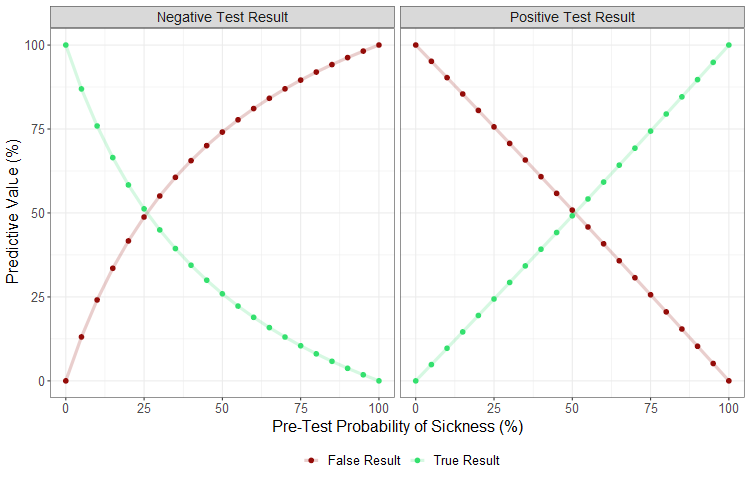 Negative Test Result
Positive Test Result
Predictive Value (%)
100
75
50
25
0
0 25 50 75 100
0 25 50 75 100
Pre-Test Probability of Sickness (%)
False Result
True Result